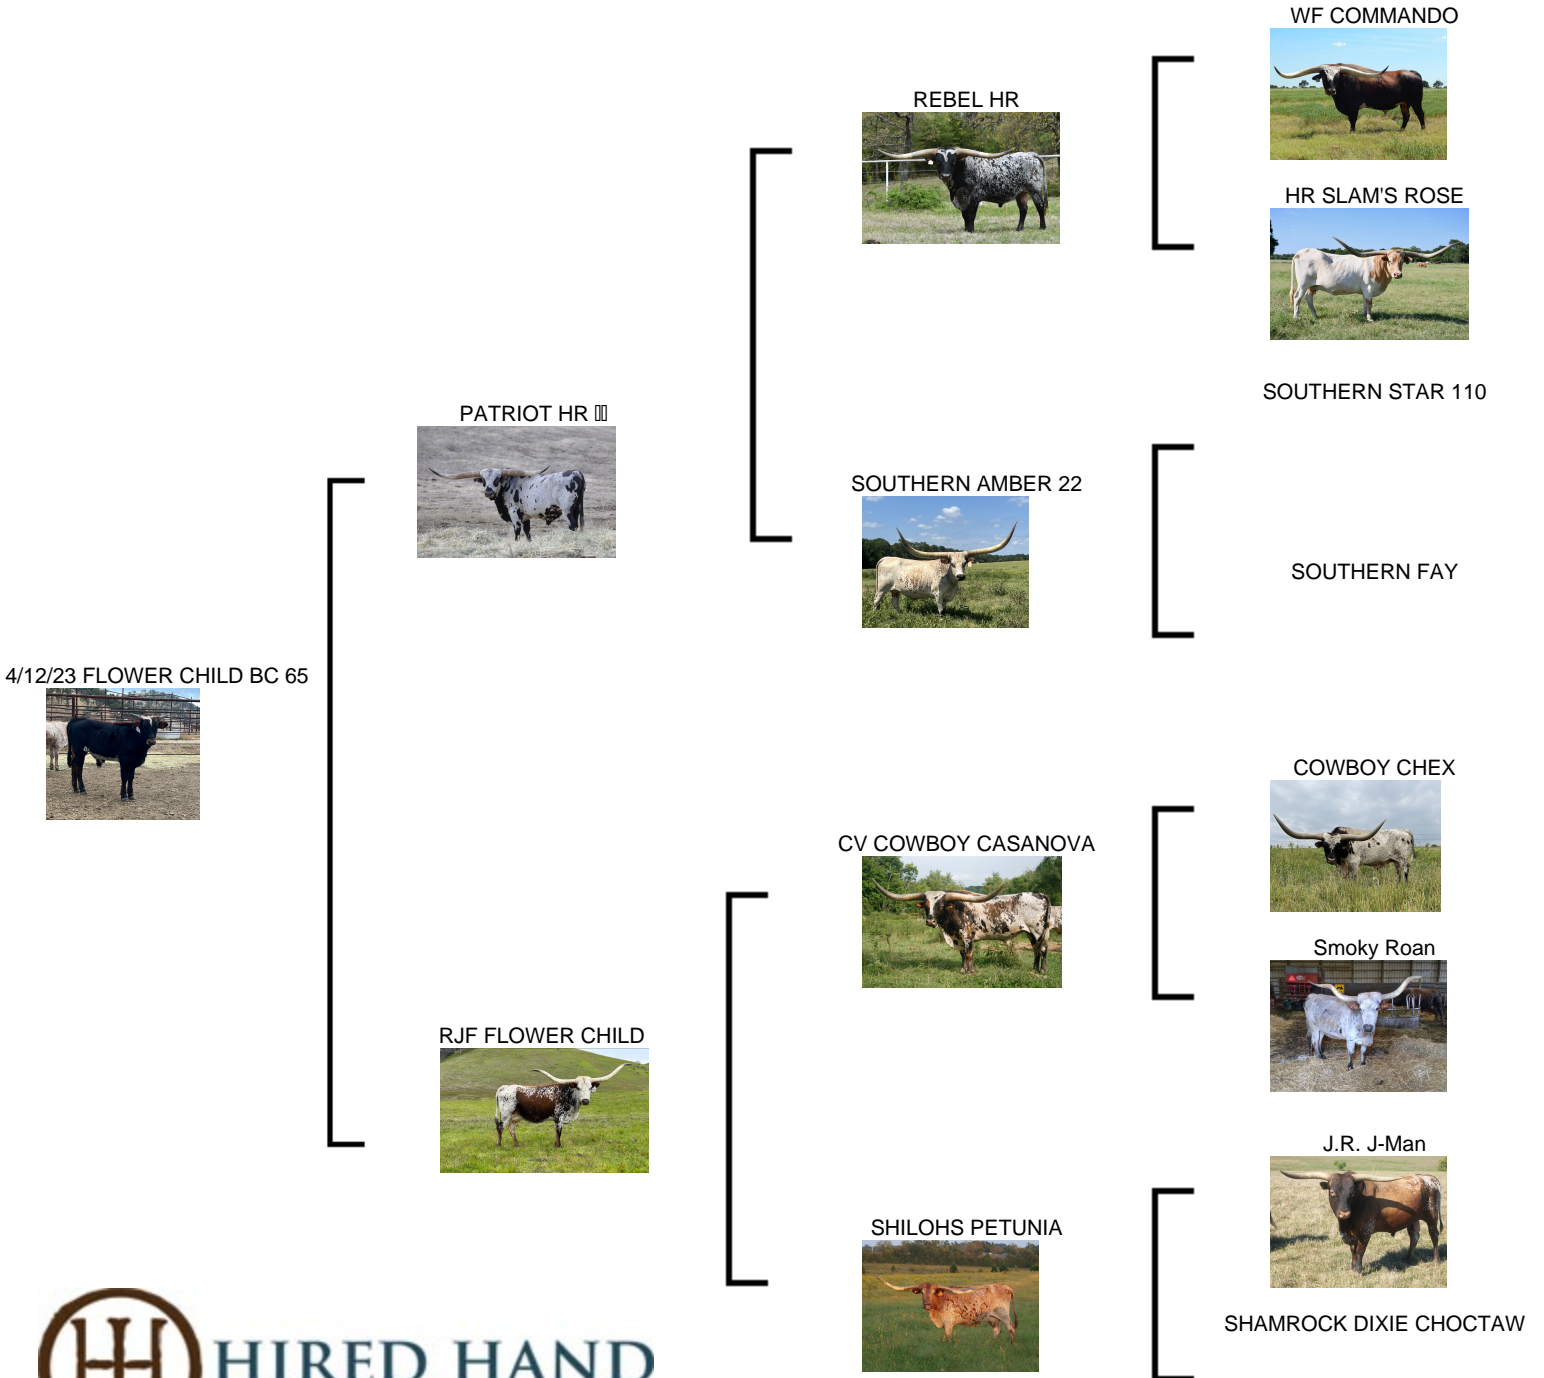 WF COMMANDO
REBEL HR
HR SLAM'S ROSE
SOUTHERN STAR 110
PATRIOT HR
SOUTHERN AMBER 22
SOUTHERN FAY
4/12/23 FLOWER CHILD BC 65
COWBOY CHEX
CV COWBOY CASANOVA
Smoky Roan
RJF FLOWER CHILD
J.R. J-Man
SHILOHS PETUNIA
SHAMROCK DIXIE CHOCTAW
HIRED HAND